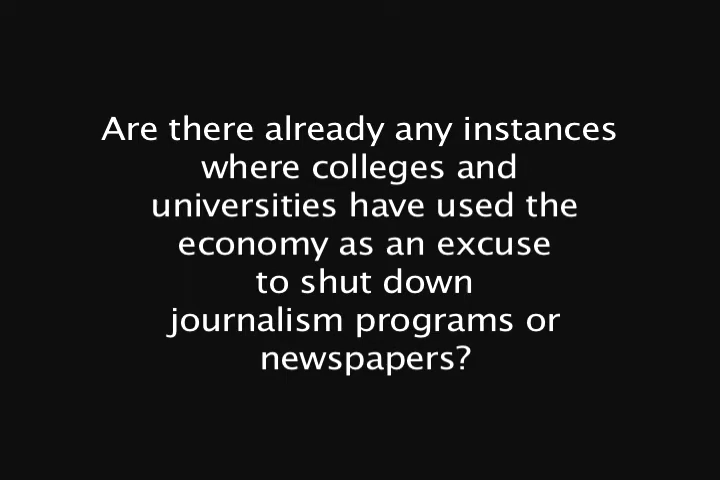 Are there already any instances
where colleges and
universities have used the
economy as an excuse
to shut down
journalism programs or
newspapers?